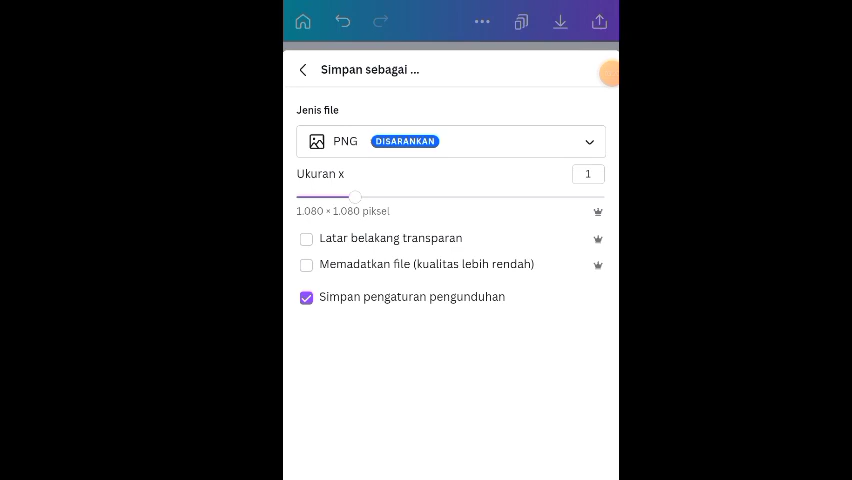 Simpan sebagai ...
Jenis file
PNG DISARANKAN
Ukuran x 1
1.080 × 1.080 piksel
Latar belakang transparan
Memadatkan file (kualitas lebih rendah)
Simpan pengaturan pengunduhan